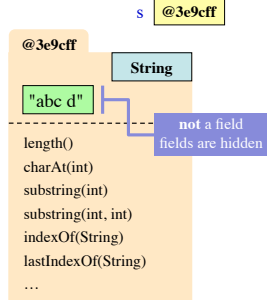 s @3e9cff
@3e9cff
String
"abc d"
not a field
fields are hidden
length()
charAt(int)
substring(int)
substring(int, int)
indexOf(String)
lastIndexOf(String)
…